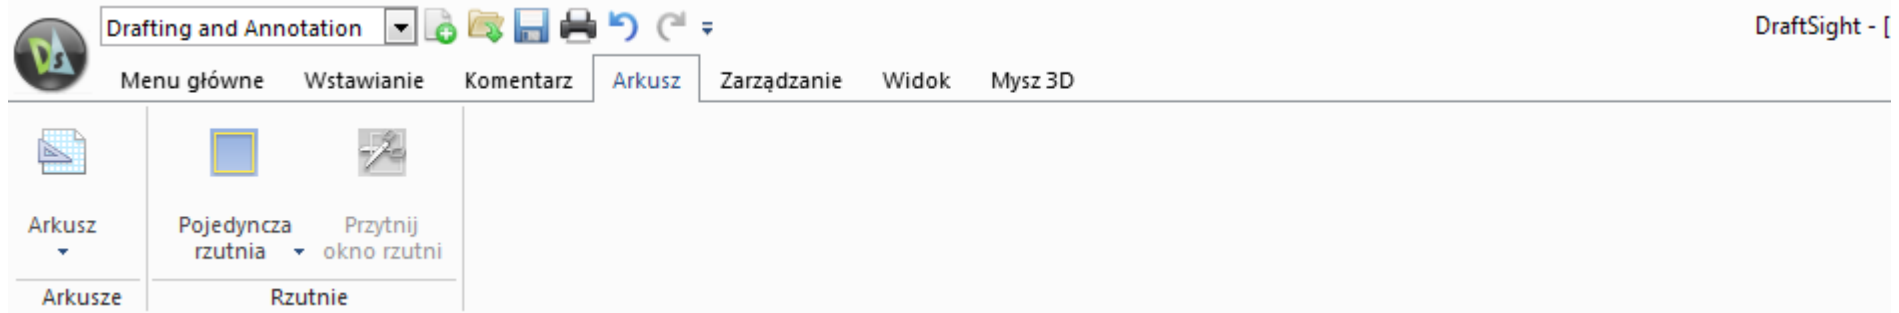 Drafting and Annotation
DraftSight - [
DS
Menu główne Wstawianie Komentarz Arkusz Zarządzanie Widok Mysz 3D
Arkusz
Pojedyncza
rzutnia
Przytnij
okno rzutni
Arkusze
Rzutnie